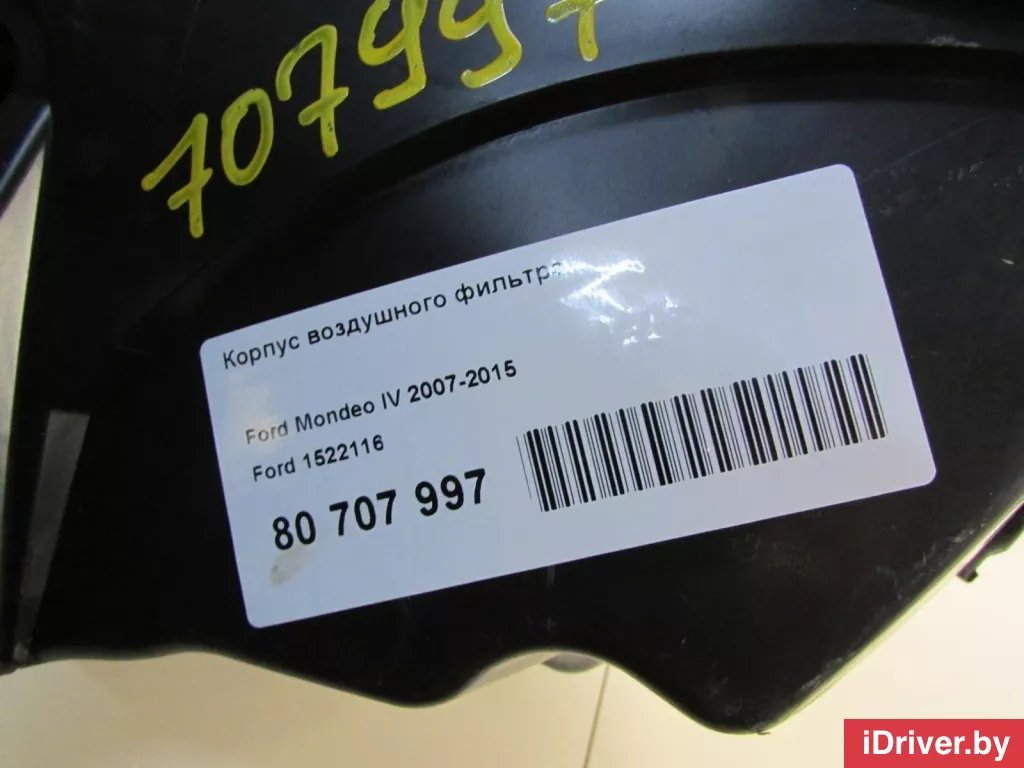 707997
Корпус воздушного фильтра
Ford Mondeo IV 2007-2015
Ford 1522116
80 707 997
iDriver.by